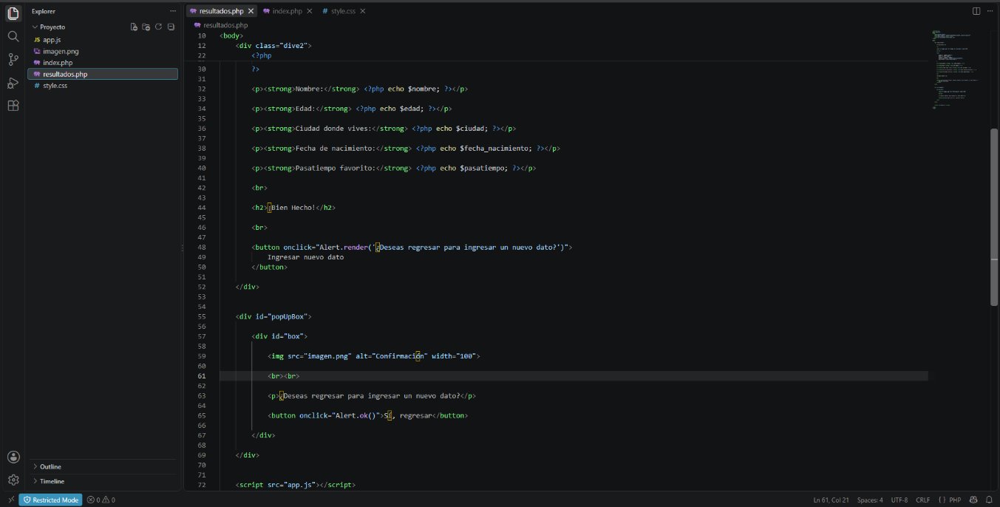 Explorer
Proyecto
JS app.js
imagen.png
index.php
resultados.php
# style.css
Outline
Timeline
resultados.php
index.php
# style.css
resultados.php
10 <body>
12 <div class="dive2">
22 <?php
30 ?>
31
32 <p><strong>Nombre:</strong> <?php echo $nombre; ?></p>
33
34 <p><strong>Edad:</strong> <?php echo $edad; ?></p>
35
36 <p><strong>Ciudad donde vives:</strong> <?php echo $ciudad; ?></p>
37
38 <p><strong>Fecha de nacimiento:</strong> <?php echo $fecha_nacimiento; ?></p>
39
40 <p><strong>Pasatiempo favorito:</strong> <?php echo $pasatiempo; ?></p>
41
42 <br>
43
44 <h2>¡Bien Hecho!</h2>
45
46 <br>
47
48 <button onclick="Alert.render('¿Deseas regresar para ingresar un nuevo dato?')">
49 Ingresar nuevo dato
50 </button>
51
52 </div>
53
54
55 <div id="popUpBox">
56
57 <div id="box">
58
59 <img src="imagen.png" alt="Confirmación" width="100">
60
61 <br><br>
62
63 <p>¿Deseas regresar para ingresar un nuevo dato?</p>
64
65 <button onclick="Alert.ok()">Sí, regresar</button>
66
67 </div>
68
69 </div>
70
71
72 <script src="app.js"></script>
Restricted Mode 0 0 Ln 61, Col 21 Spaces: 4 UTF-8 CRLF { } PHP